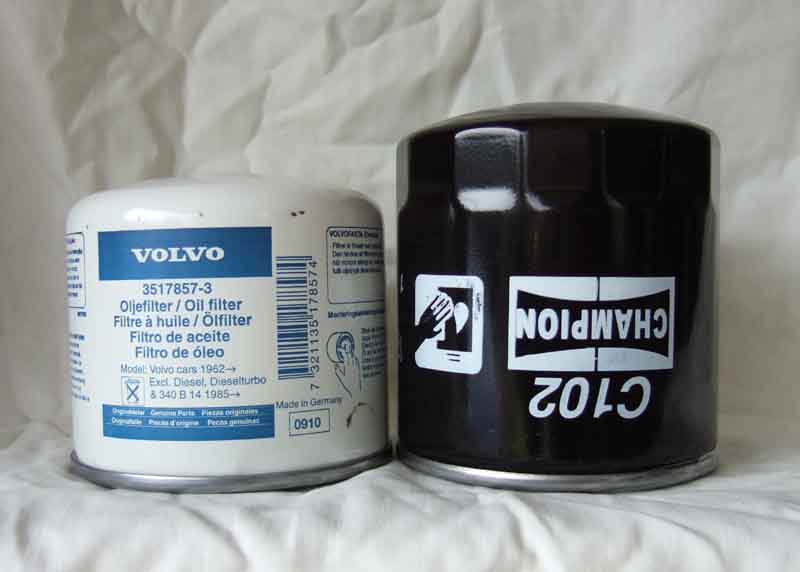 VOLVO
3517857-3
Oljefilter / Oil filter
Filtre à huile / Ölfilter
Filtro de aceite
Filtro de óleo
Model: Volvo cars 1962→
Excl. Diesel, Dieselturbo
& 340 B 14 1985→
Originaldelar Genuine Parts Piezas originales
Originalteile Pièces d'origine Peças genuinas
7 321135 178574
Made in Germany
0910
CHAMPION
C102